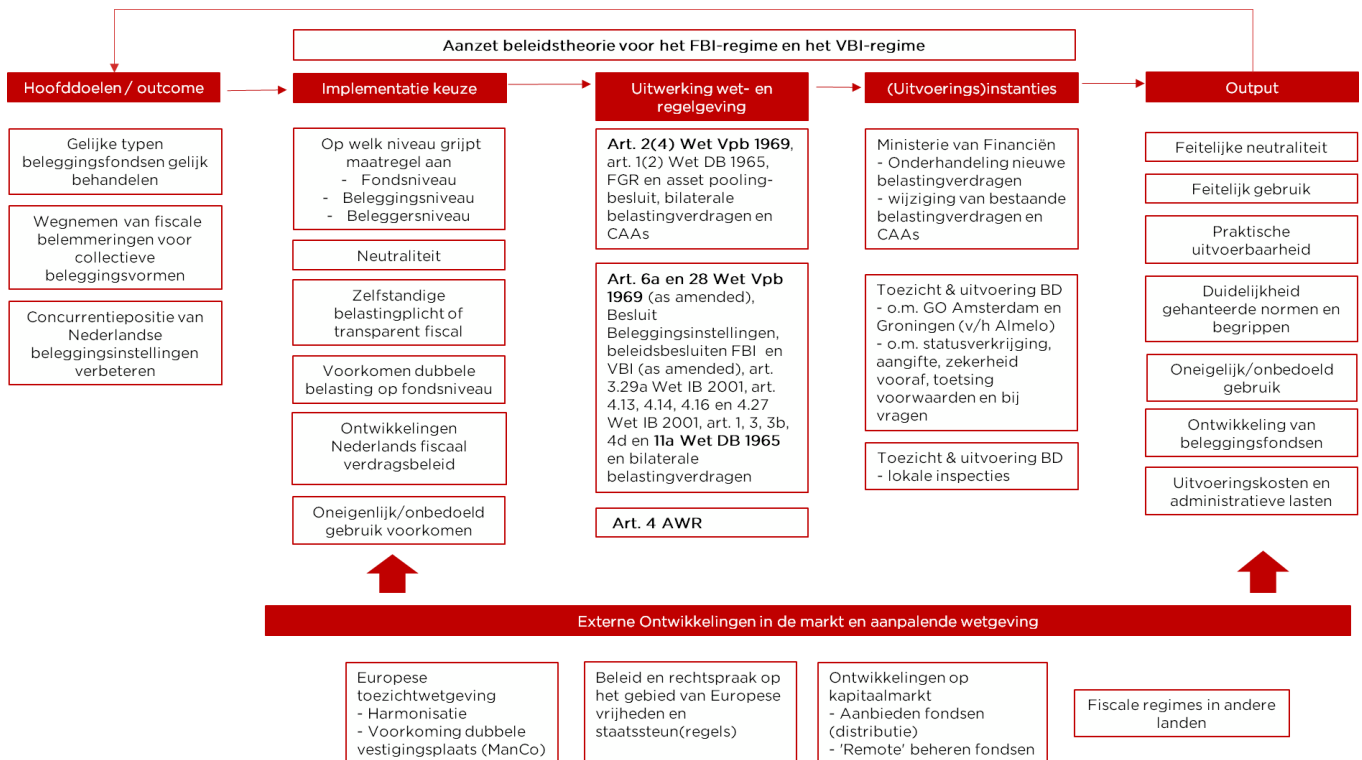 Aanzet beleidstheorie voor het FBI-regime en het VBI-regime
Hoofddoelen / outcome
Gelijke typen
beleggingsfondsen gelijk
behandelen
Wegnemen van fiscale
belemmeringen voor
collectieve
beleggingsvormen
Concurrentiepositie van
Nederlandse
beleggingsinstellingen
verbeteren
Implementatie keuze
Op welk niveau grijpt
maatregel aan
- Fondsniveau
- Beleggingsniveau
- Beleggersniveau
Neutraliteit
Zelfstandige
belastingplicht of
transparent fiscal
Voorkomen dubbele
belasting op fondsniveau
Ontwikkelingen
Nederlands fiscaal
verdragsbeleid
Oneigenlijk/onbedoeld
gebruik voorkomen
Uitwerking wet- en
regelgeving
Art. 2(4) Wet Vpb 1969,
art. 1(2) Wet DB 1965,
FGR en asset pooling-
besluit, bilaterale
belastingverdragen en
CAAs
Art. 6a en 28 Wet Vpb
1969 (as amended),
Besluit
Beleggingsinstellingen,
beleidsbesluiten FBI en
VBI (as amended), art.
3.29a Wet IB 2001, art.
4.13, 4.14, 4.16 en 4.27
Wet IB 2001, art. 1, 3, 3b,
4d en 11a Wet DB 1965
en bilaterale
belastingverdragen
Art. 4 AWR
(Uitvoerings)instanties
Ministerie van Financiën
- Onderhandeling nieuwe
belastingverdragen
- wijziging van bestaande
belastingverdragen en
CAAs
Toezicht & uitvoering BD
- o.m. GO Amsterdam en
Groningen (v/h Almelo)
- o.m. statusverkrijging,
aangifte, zekerheid
vooraf, toetsing
voorwaarden en bij
vragen
Toezicht & uitvoering BD
- lokale inspecties
Output
Feitelijke neutraliteit
Feitelijk gebruik
Praktische
uitvoerbaarheid
Duidelijkheid
gehanteerde normen en
begrippen
Oneigelijk/onbedoeld
gebruik
Ontwikkeling van
beleggingsfondsen
Uitvoeringskosten en
administratieve lasten
Externe Ontwikkelingen in de markt en aanpalende wetgeving
Europese
toezichtwetgeving
- Harmonisatie
- Voorkoming dubbele
vestigingsplaats (ManCo)
Beleid en rechtspraak op
het gebied van Europese
vrijheden en
staatssteun(regels)
Ontwikkelingen op
kapitaalmarkt
- Aanbieden fondsen
(distributie)
- 'Remote' beheren fondsen
Fiscale regimes in andere
landen